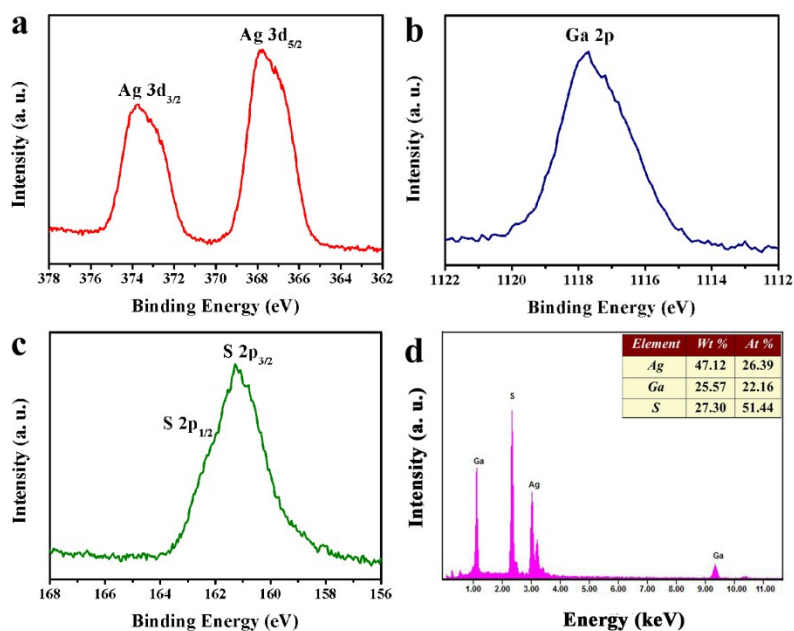 a
Ag 3d5/2
Ag 3d3/2
Intensity (a. u.)
378 376 374 372 370 368 366 364 362
Binding Energy (eV)
b
Ga 2p
Intensity (a. u.)
1122 1120 1118 1116 1114 1112
Binding Energy (eV)
c
S 2p3/2
S 2p1/2
Intensity (a. u.)
168 166 164 162 160 158 156
Binding Energy (eV)
d
Element Wt % At %
Ag 47.12 26.39
Ga 25.57 22.16
S 27.30 51.44
S
Ga
Ag
Ga
Intensity (a. u.)
1.00 2.00 3.00 4.00 5.00 6.00 7.00 8.00 9.00 10.00 11.00
Energy (keV)